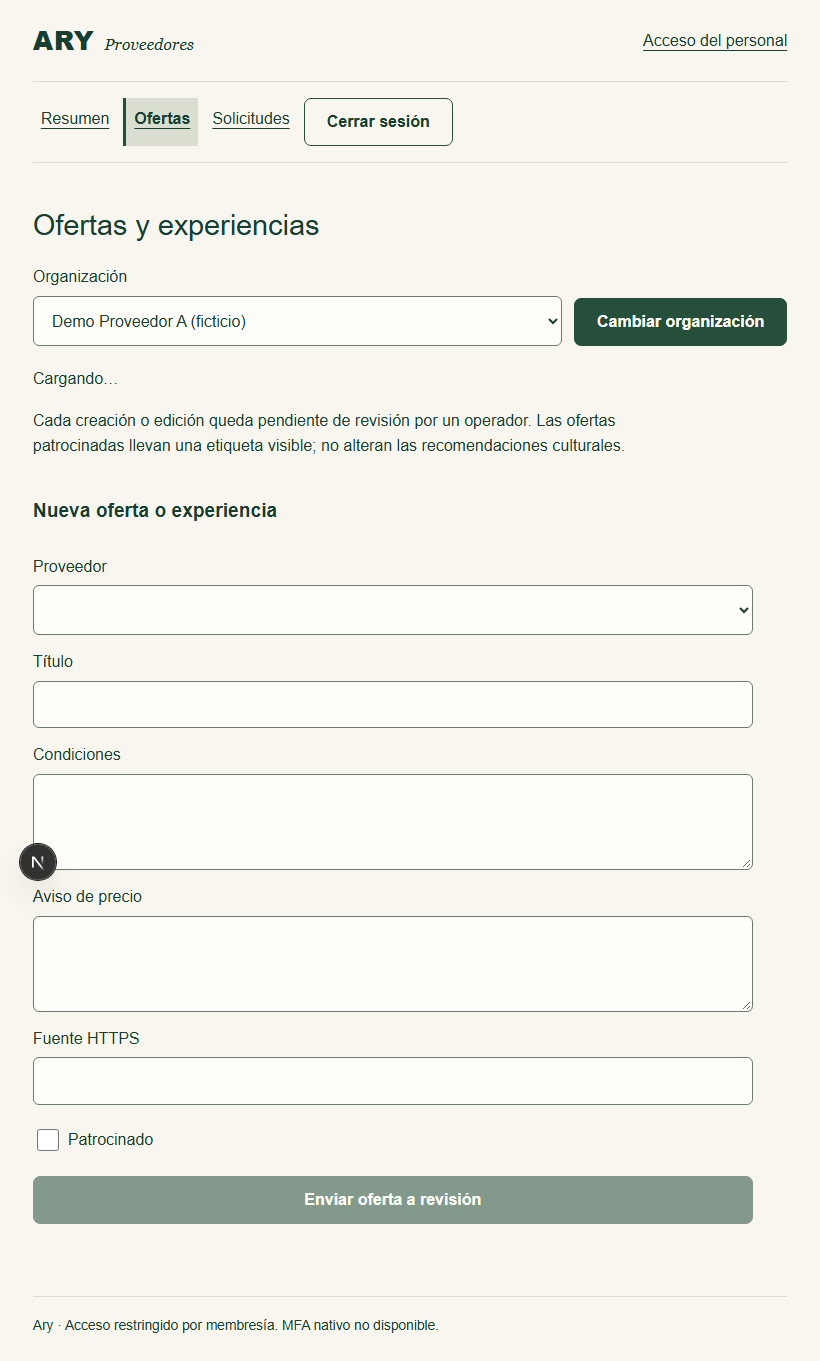 ARY Proveedores
Acceso del personal
Resumen
Ofertas
Solicitudes
Cerrar sesión
Ofertas y experiencias
Organización
Demo Proveedor A (ficticio)
Cambiar organización
Cargando…
Cada creación o edición queda pendiente de revisión por un operador. Las ofertas
patrocinadas llevan una etiqueta visible; no alteran las recomendaciones culturales.
Nueva oferta o experiencia
Proveedor
Título
Condiciones
N
Aviso de precio
Fuente HTTPS
Patrocinado
Enviar oferta a revisión
Ary · Acceso restringido por membresía. MFA nativo no disponible.